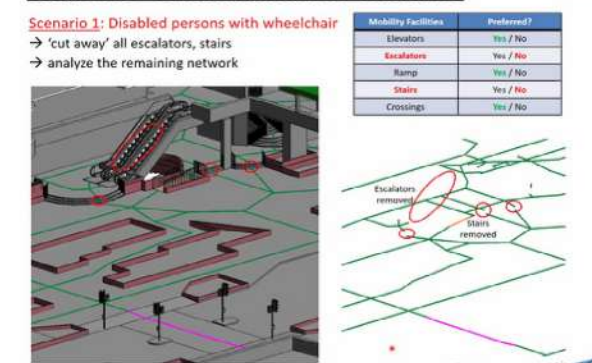 Scenario 1: Disabled persons with wheelchair
→ ‘cut away’ all escalators, stairs
→ analyze the remaining network
Mobility Facilities Preferred?
Elevators Yes / No
Escalators Yes / No
Ramp Yes / No
Stairs Yes / No
Crossings Yes / No
Escalators
removed
Stairs
removed